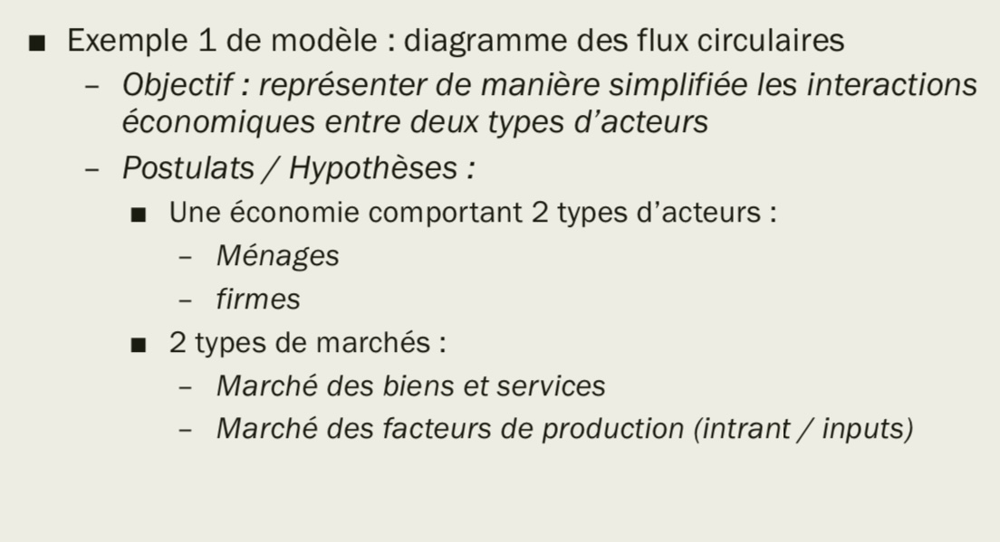 ■ Exemple 1 de modèle : diagramme des flux circulaires
– Objectif : représenter de manière simplifiée les interactions
économiques entre deux types d’acteurs
– Postulats / Hypothèses :
■ Une économie comportant 2 types d’acteurs :
– Ménages
– firmes
■ 2 types de marchés :
– Marché des biens et services
– Marché des facteurs de production (intrant / inputs)